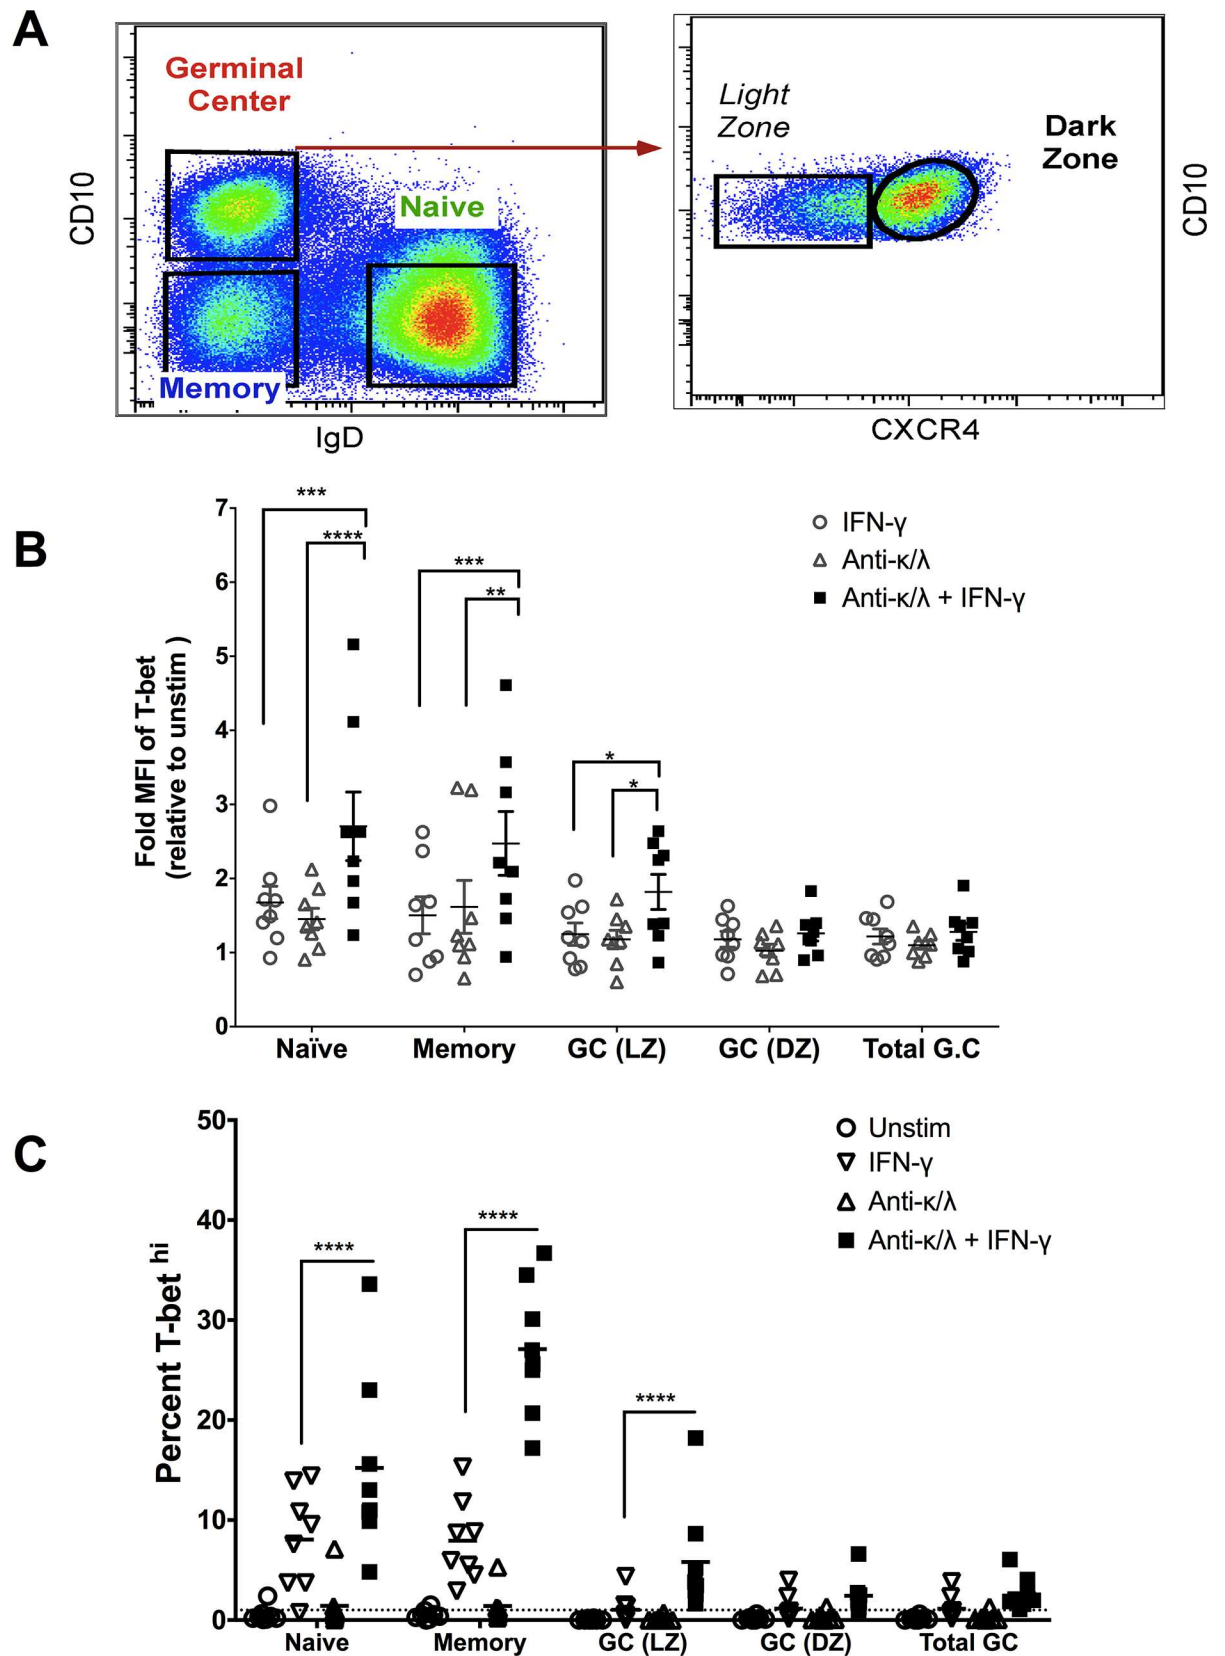 A
Germinal
Center
Naive
Memory
CD10
IgD
Light
Zone
Dark
Zone
CD10
CXCR4
B
7
6
5
4
3
2
1
0
Fold MFI of T-bet
(relative to unstim )
***
****
***
**
*
*
IFN-γ
Anti-κ/λ
Anti-κ/λ + IFN-γ
Naïve
Memory
GC (LZ)
GC (DZ)
Total G.C
C
50
40
30
20
10
0
Percent T-bet hi
****
****
****
Unstim
IFN-γ
Anti-κ/λ
Anti-κ/λ + IFN-γ
Naive
Memory
GC (LZ)
GC (DZ)
Total GC